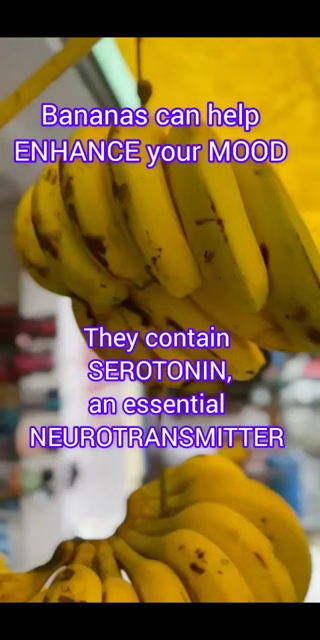 Bananas can help
ENHANCE your MOOD
They contain
SEROTONIN,
an essential
NEUROTRANSMITTER